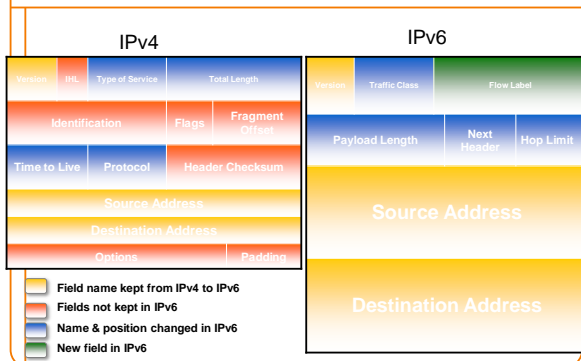 IPv4
Version IHL Type of Service Total Length
Identification Flags Fragment
Offset
Time to Live Protocol Header Checksum
Source Address
Destination Address
Options Padding
IPv6
Version Traffic Class Flow Label
Payload Length Next
Header Hop Limit
Source Address
Destination Address
Field name kept from IPv4 to IPv6
Fields not kept in IPv6
Name & position changed in IPv6
New field in IPv6